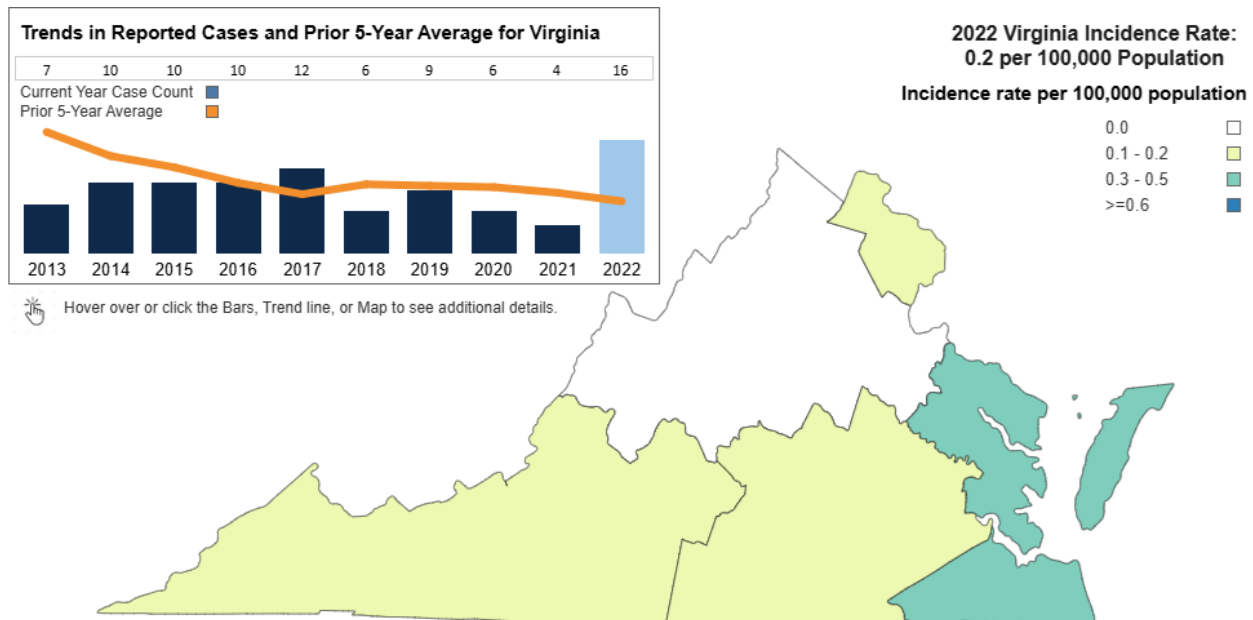 Trends in Reported Cases and Prior 5-Year Average for Virginia
7 10 10 10 12 6 9 6 4 16
Current Year Case Count
Prior 5-Year Average
2013 2014 2015 2016 2017 2018 2019 2020 2021 2022
Hover over or click the Bars, Trend line, or Map to see additional details.
2022 Virginia Incidence Rate:
0.2 per 100,000 Population
Incidence rate per 100,000 population
0.0
0.1 - 0.2
0.3 - 0.5
>=0.6